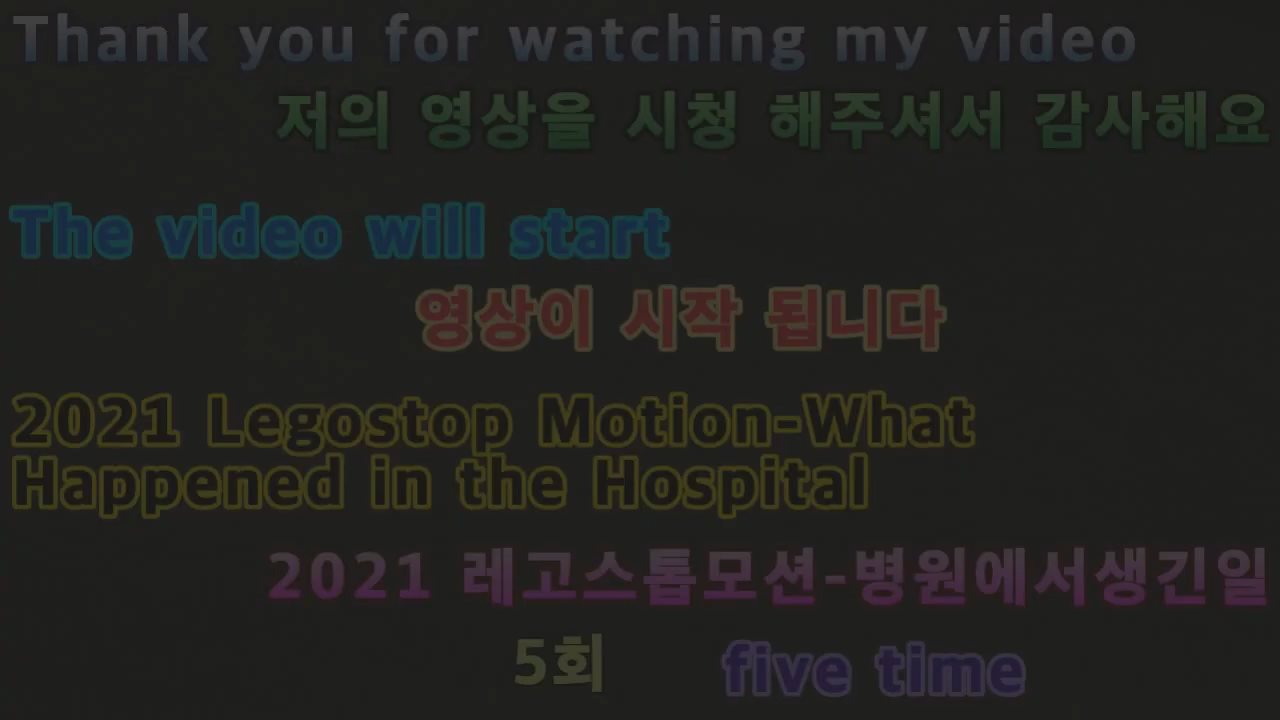 Thank you for watching my video
저의 영상을 시청 해주셔서 감사해요
The video will start
영상이 시작 됩니다
2021 Legostop Motion-What
Happened in the Hospital
2021 레고스톱모션-병원에서생긴일
5회 five time